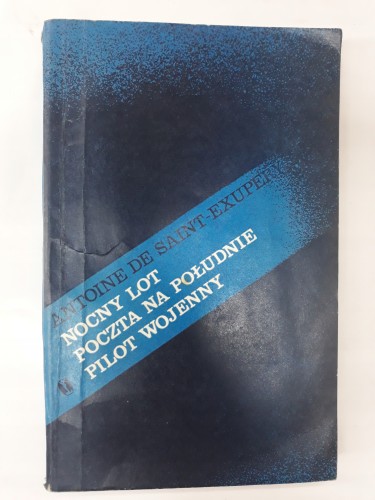 ANTOINE DE SAINT-EXUPÉRY
NOCNY LOT
POCZTA NA POŁUDNIE
PILOT WOJENNY